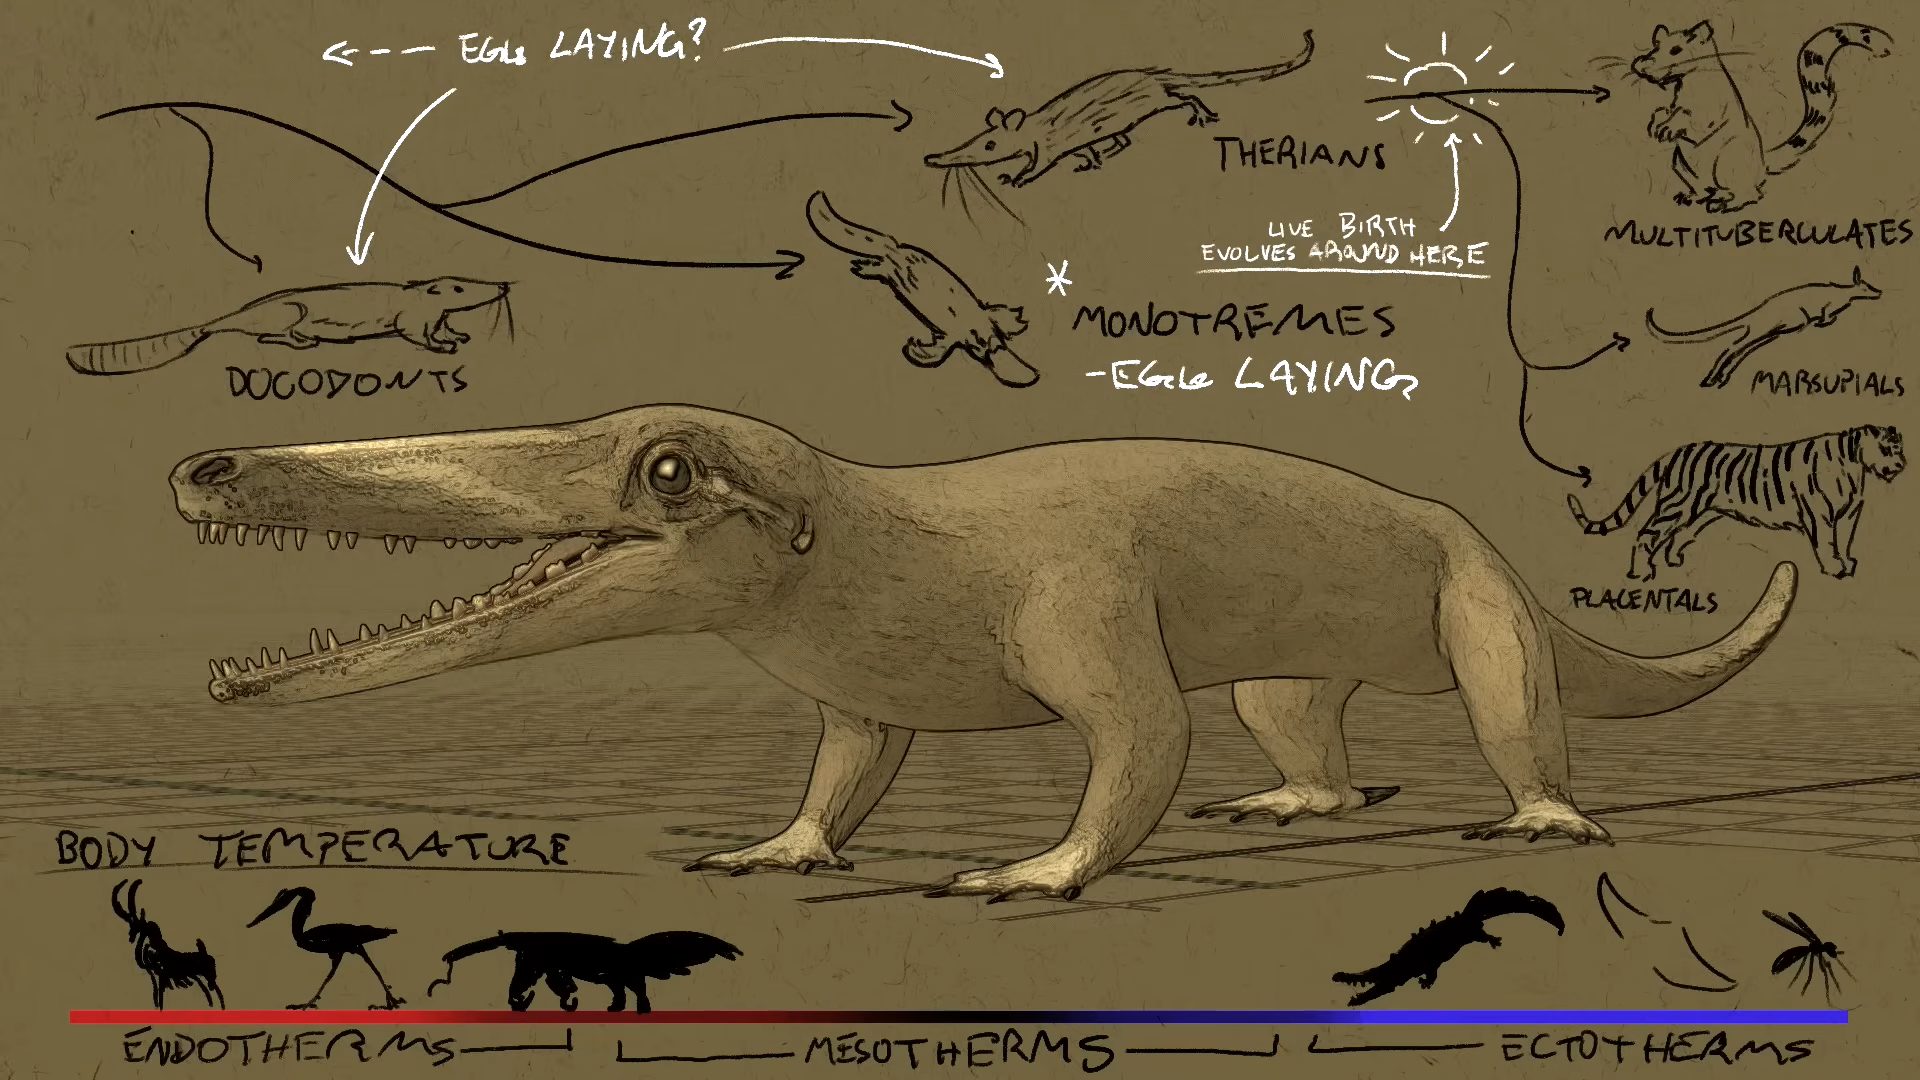 EGG LAYING?
THERIANS
LIVE BIRTH
EVOLVES AROUND HERE
MULTITUBERCULATES
DOCODONTS
* MONOTREMES
-EGG LAYING
MARSUPIALS
PLACENTALS
BODY TEMPERATURE
ENDOTHERMS
MESOTHERMS
ECTOTHERMS